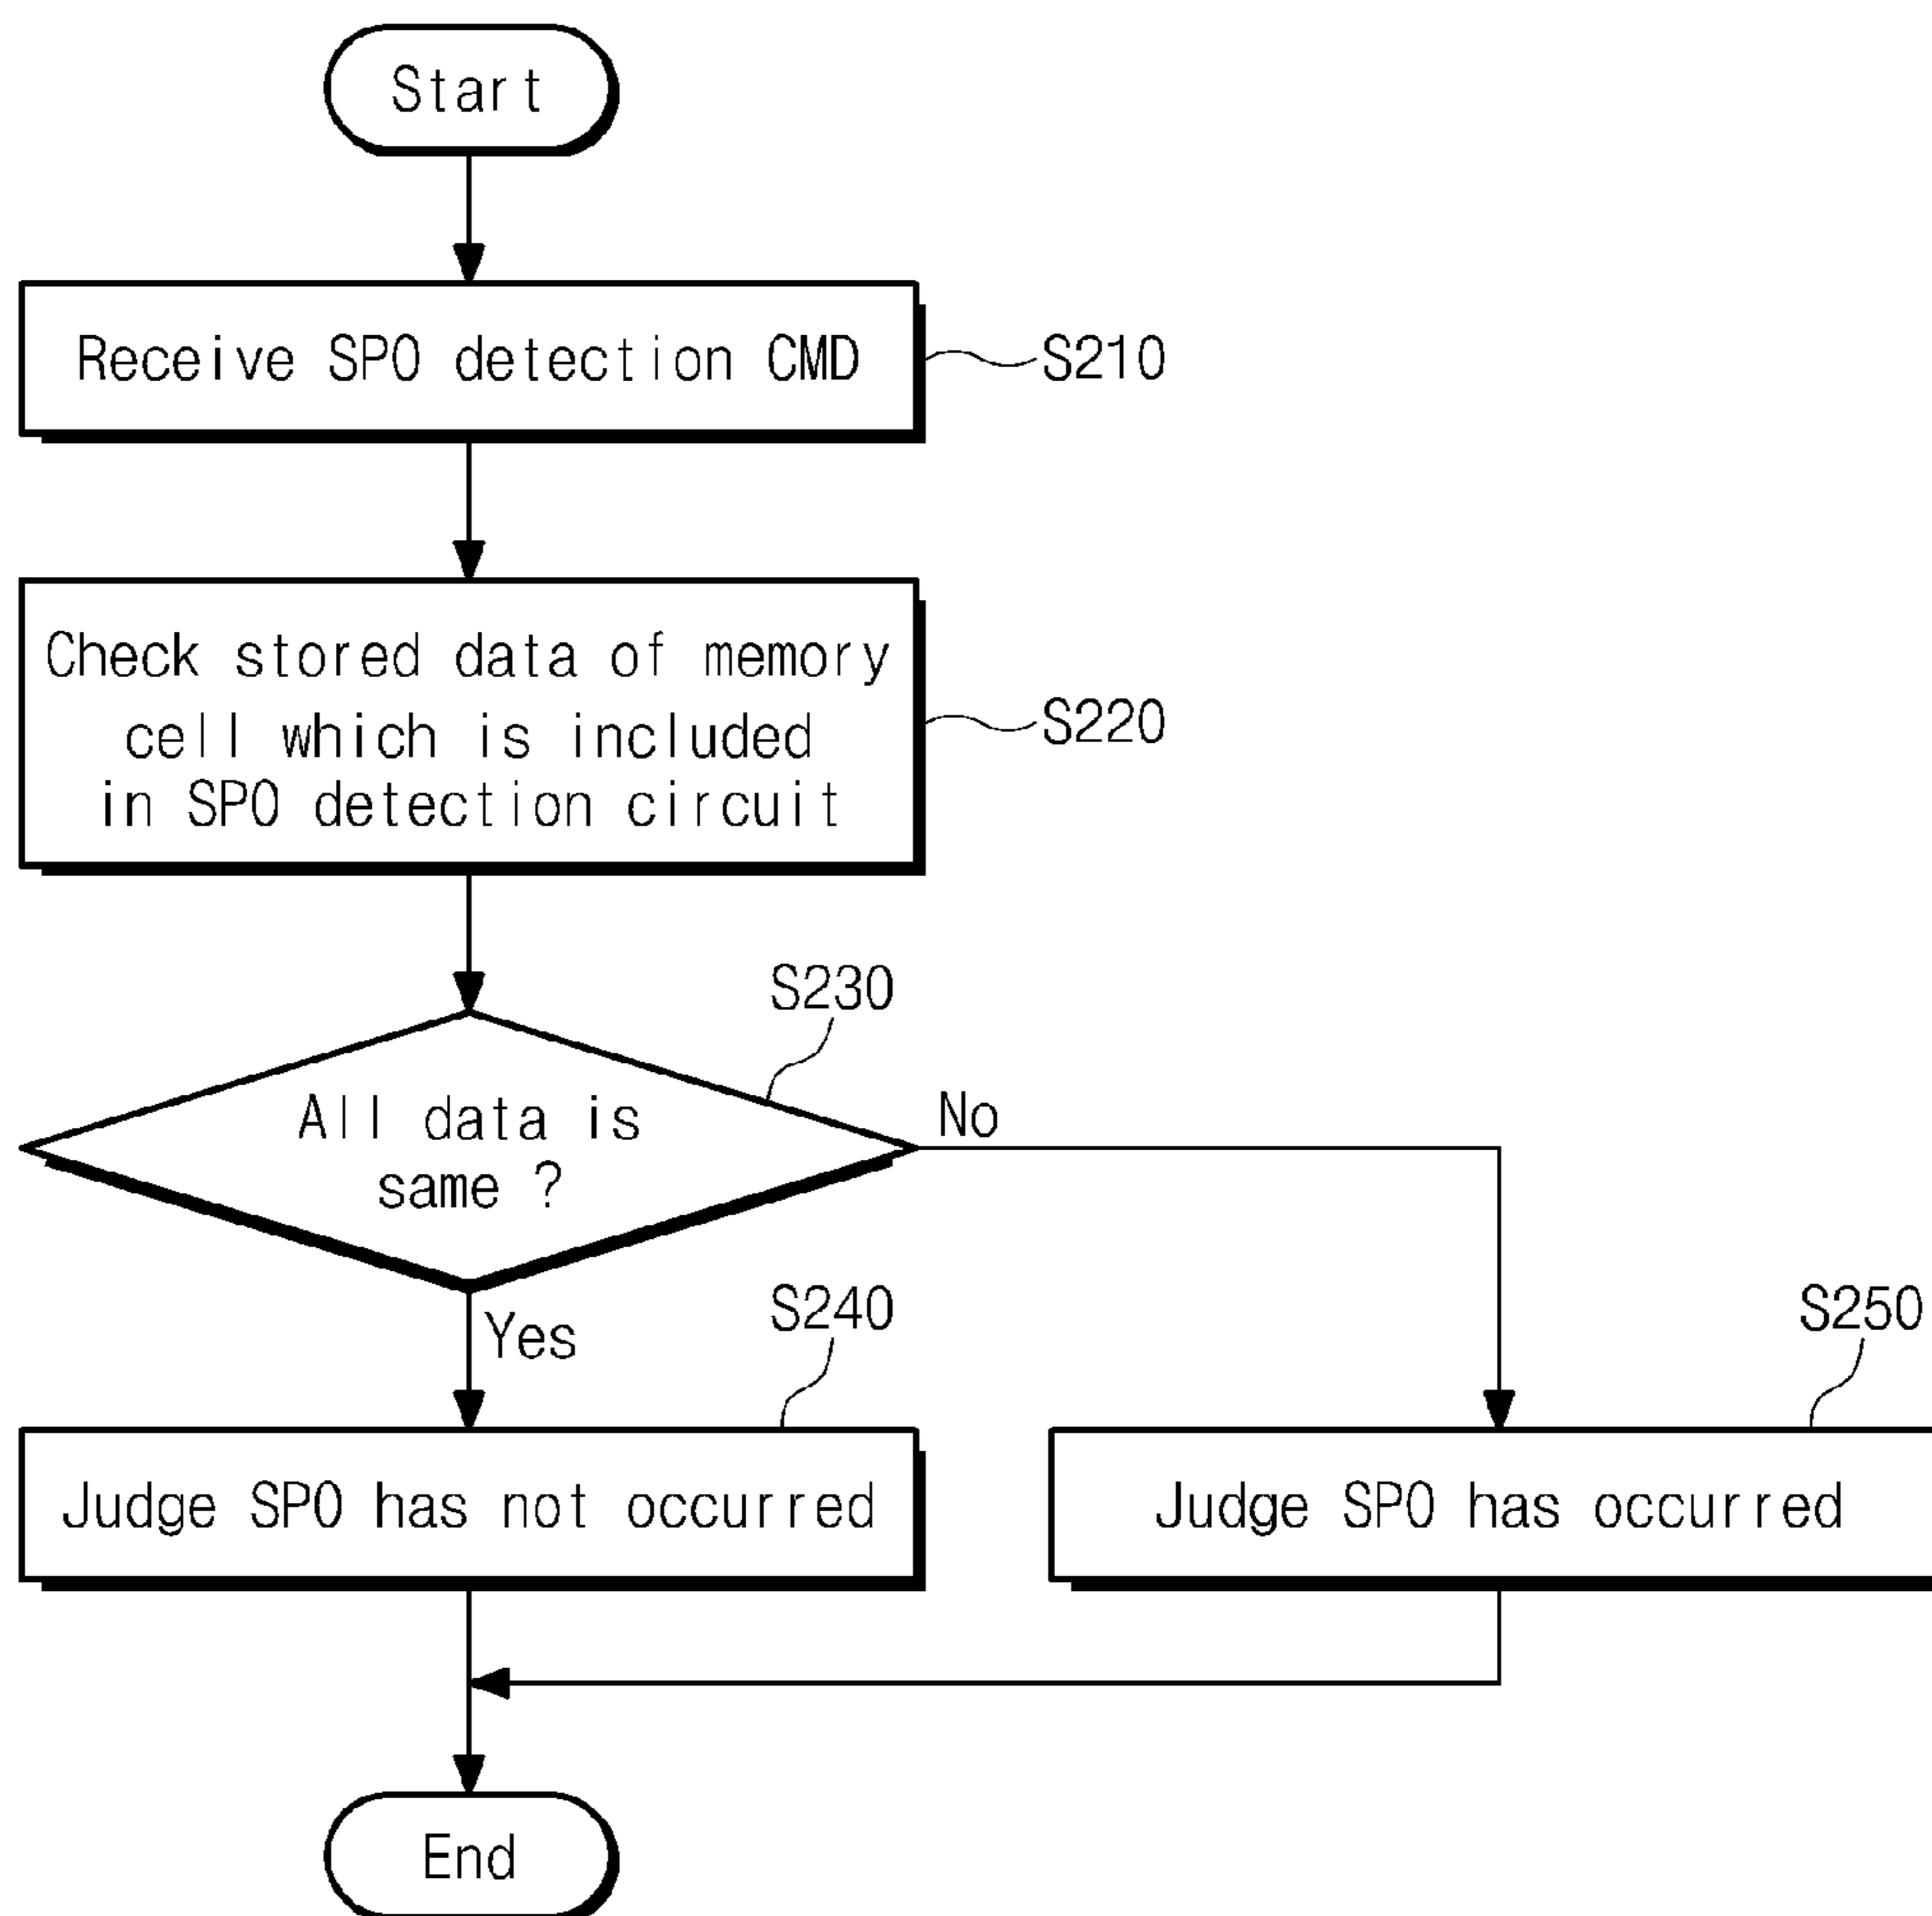 Start
Receive SPO detection CMD
S210
Check stored data of memory
cell which is included
in SPO detection circuit
S220
S230
All data is
same ?
No
Yes
S240
S250
Judge SPO has not occurred
Judge SPO has occurred
End